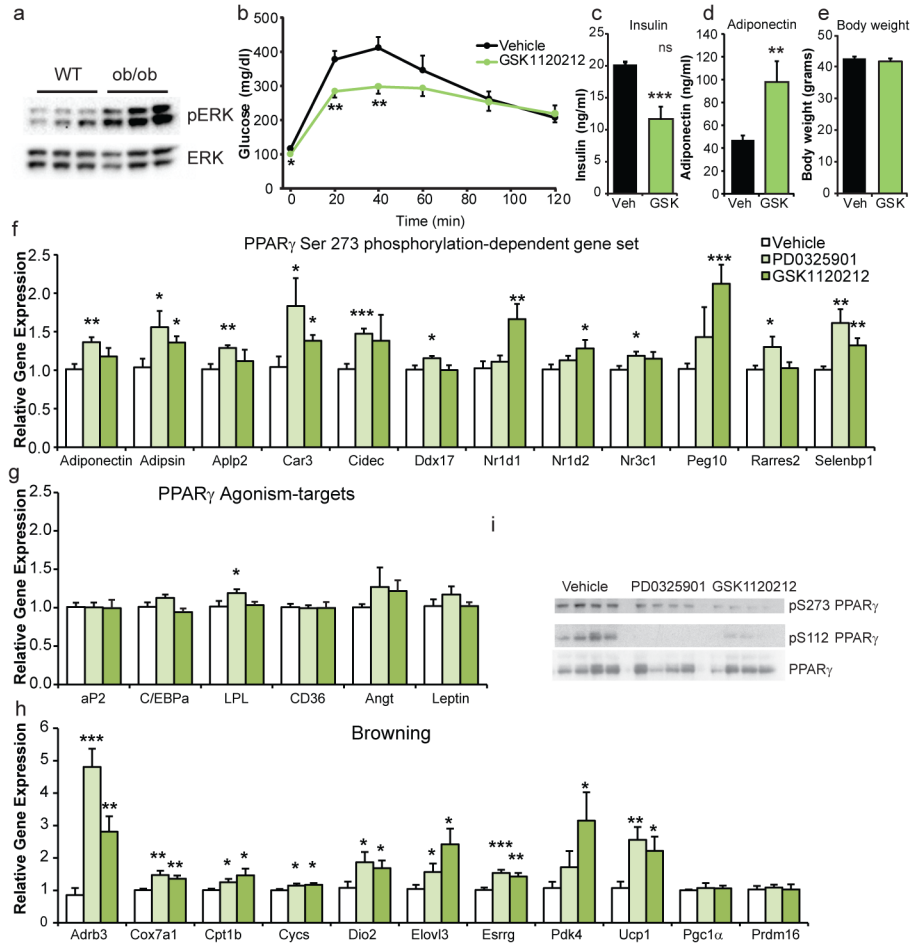 a
WT ob/ob
pERK
ERK
b
Glucose (mg/dl)
500
400
300
200
100
0
Vehicle
GSK1120212
**
**
*
0 20 40 60 80 100 120
Time (min)
c
Insulin
ns
***
Insulin (ng/ml)
25
20
15
10
5
0
Veh GSK
d
Adiponectin
**
Adiponectin (ng/ml)
140
120
100
80
60
40
20
0
Veh GSK
e
Body weight
Body weight (grams)
50
40
30
20
10
0
Veh GSK
f
PPARγ Ser 273 phosphorylation-dependent gene set
Vehicle
PD0325901
GSK1120212
Relative Gene Expression
2.5
2.0
1.5
1.0
0.5
0.0
** * * ** * * *** * ** * * *** * ** **
Adiponectin Adipsin Aplp2 Car3 Cidec Ddx17 Nr1d1 Nr1d2 Nr3c1 Peg10 Rarres2 Selenbp1
g
PPARγ Agonism-targets
Relative Gene Expression
2.5
2.0
1.5
1.0
0.5
0.0
*
aP2 C/EBPa LPL CD36 Angt Leptin
i
Vehicle PD0325901 GSK1120212
pS273 PPARγ
pS112 PPARγ
PPARγ
h
Browning
Relative Gene Expression
6
5
4
3
2
1
0
*** ** ** ** * * * * * * * * *** ** * ** *
Adrb3 Cox7a1 Cpt1b Cycs Dio2 Elovl3 Esrrg Pdk4 Ucp1 Pgc1α Prdm16